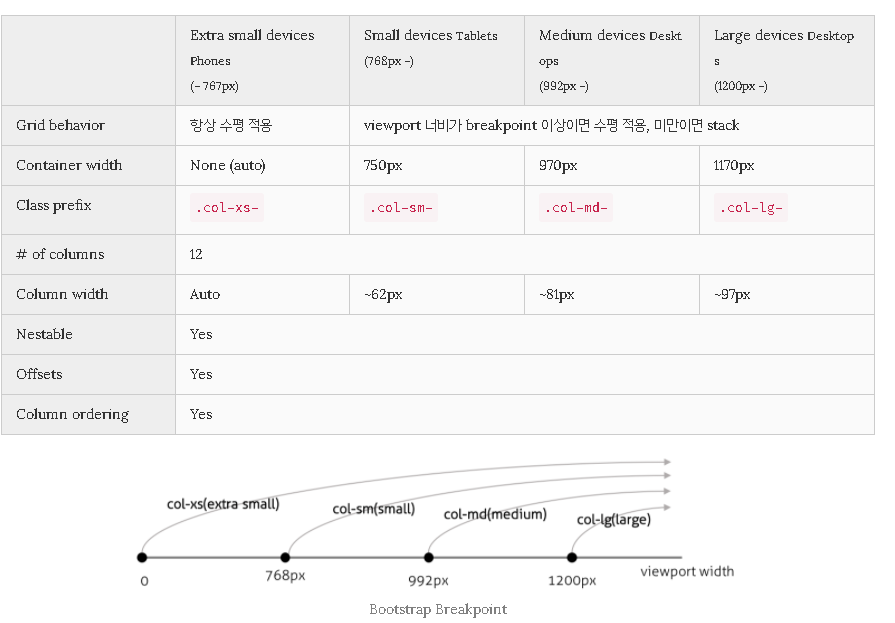 Extra small devices Small devices Tablets Medium devices Deskt Large devices Desktop
Phones (768px ~) ops s
(~767px) (992px ~) (1200px ~)
Grid behavior 항상 수평 적용 viewport 너비가 breakpoint 이상이면 수평 적용, 미만이면 stack
Container width None (auto) 750px 970px 1170px
Class prefix .col-xs- .col-sm- .col-md- .col-lg-
# of columns 12
Column width Auto ~62px ~81px ~97px
Nestable Yes
Offsets Yes
Column ordering Yes
col-xs(extra small) col-sm(small) col-md(medium) col-lg(large)
0 768px 992px 1200px viewport width
Bootstrap Breakpoint